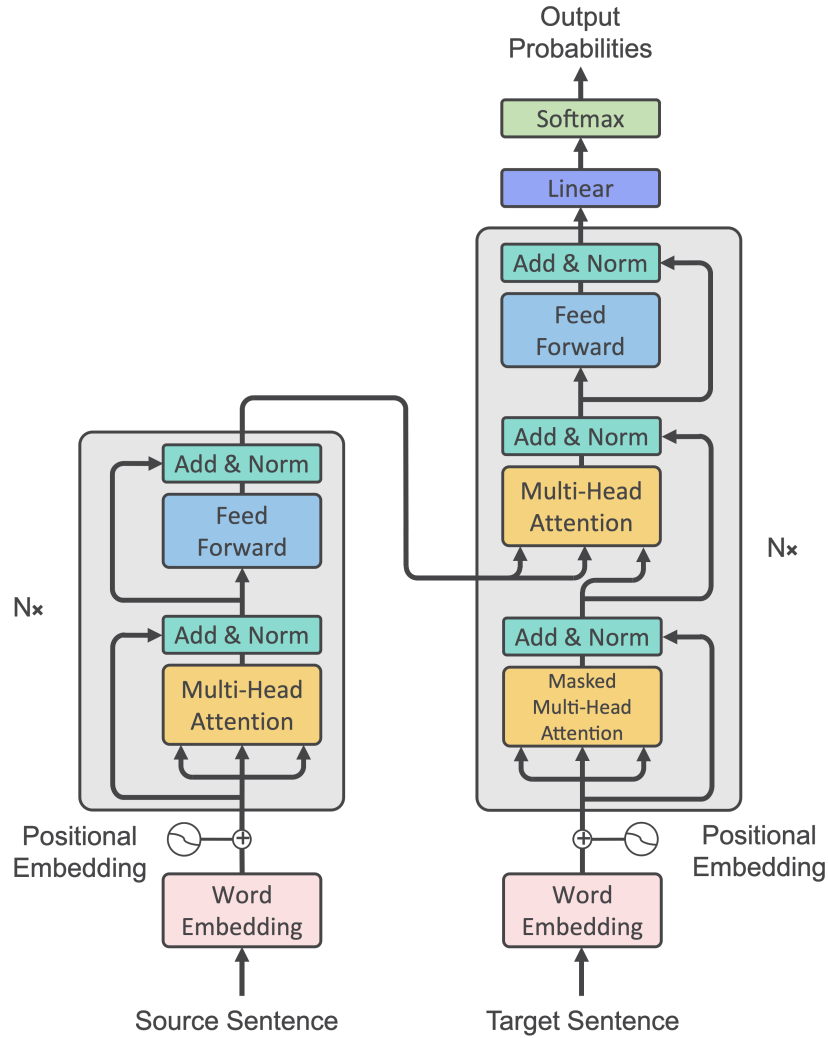 Output
Probabilities
Softmax
Linear
Add & Norm
Feed
Forward
Add & Norm
Multi-Head
Attention
N×
Add & Norm
Masked
Multi-Head
Attention
Positional
Embedding
Word
Embedding
Target Sentence
Add & Norm
Feed
Forward
N×
Add & Norm
Multi-Head
Attention
Positional
Embedding
Word
Embedding
Source Sentence